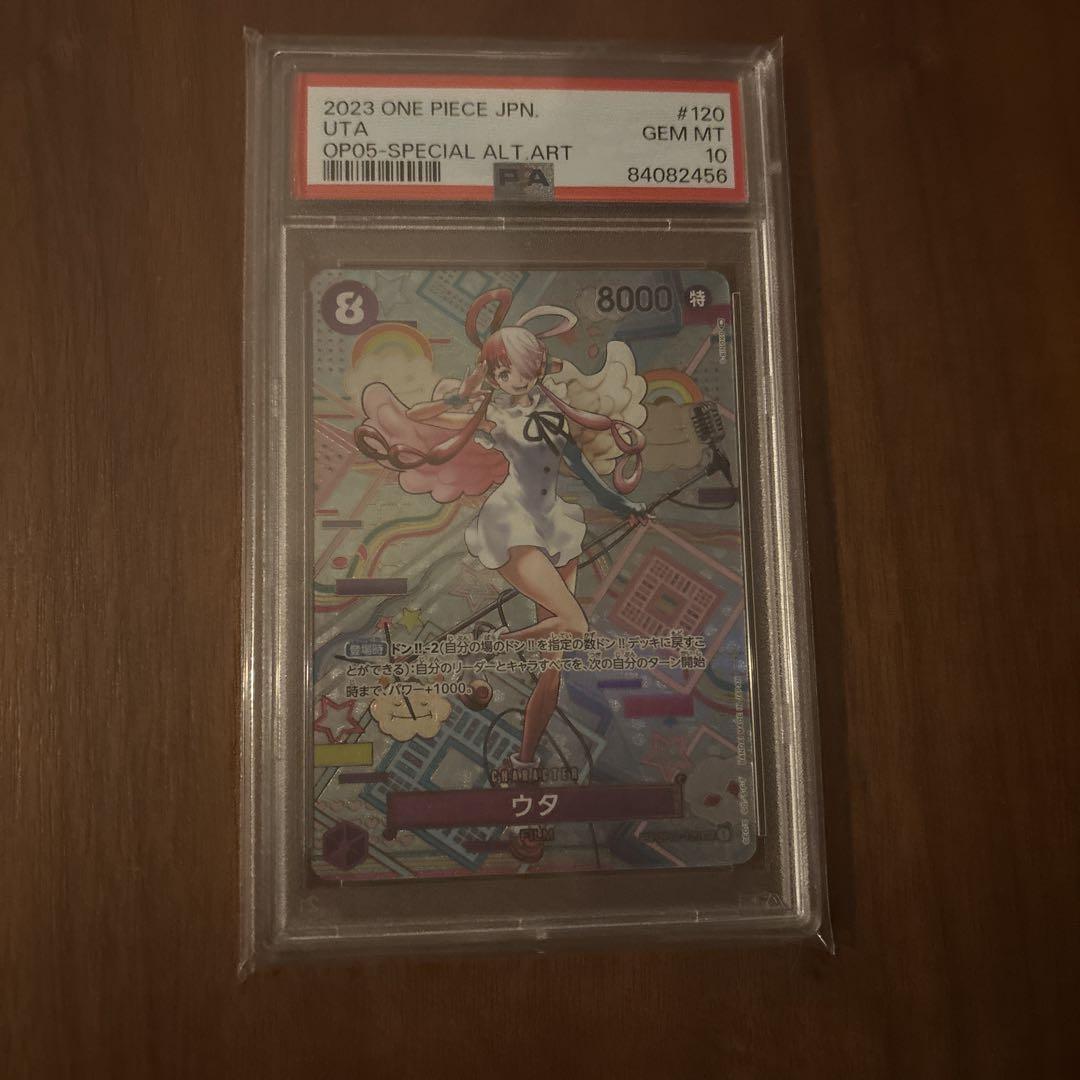 2023 ONE PIECE JPN. #120
UTA GEM MT
OP05-SPECIAL ALT.ART 10
84082456
8
8000 特
登場時 ドン!!-2(自分の場のドン!!を指定の数ドン!!デッキに戻すこ
とができる):自分のリーダーとキャラすべてを、次の自分のターン開始
時まで、パワー+1000。
CHARACTER
ウタ
FILM